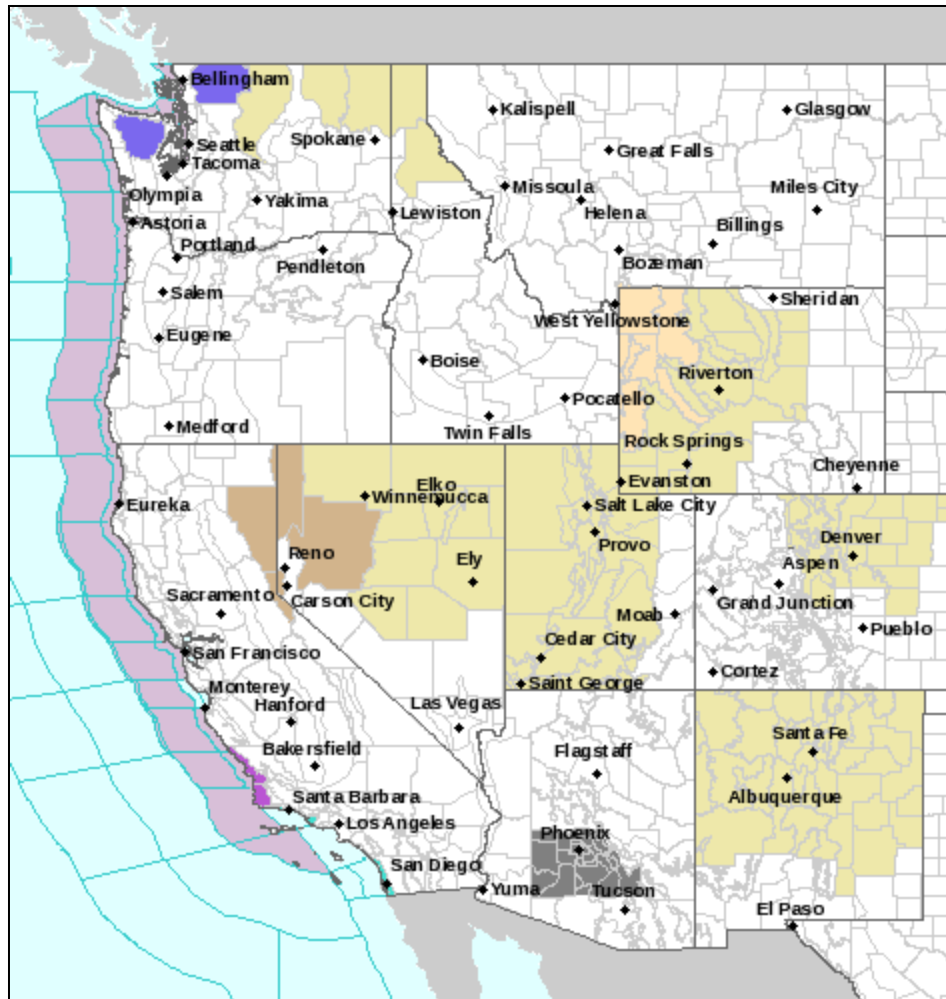 Bellingham
Kalispell
Glasgow
Seattle
Spokane
Great Falls
Tacoma
Olympia
Missoula
Miles City
Yakima
Helena
Lewiston
Astoria
Billings
Portland
Pendleton
Bozeman
Salem
Sheridan
West Yellowstone
Eugene
Boise
Riverton
Pocatello
Medford
Twin Falls
Rock Springs
Cheyenne
Evanston
Elko
Winnemucca
Eureka
Salt Lake City
Denver
Provo
Reno
Ely
Aspen
Sacramento
Carson City
Grand Junction
Moab
Pueblo
Cedar City
San Francisco
Cortez
Saint George
Monterey
Hanford
Las Vegas
Santa Fe
Bakersfield
Flagstaff
Albuquerque
Santa Barbara
Los Angeles
Phoenix
San Diego
Yuma
Tucson
El Paso